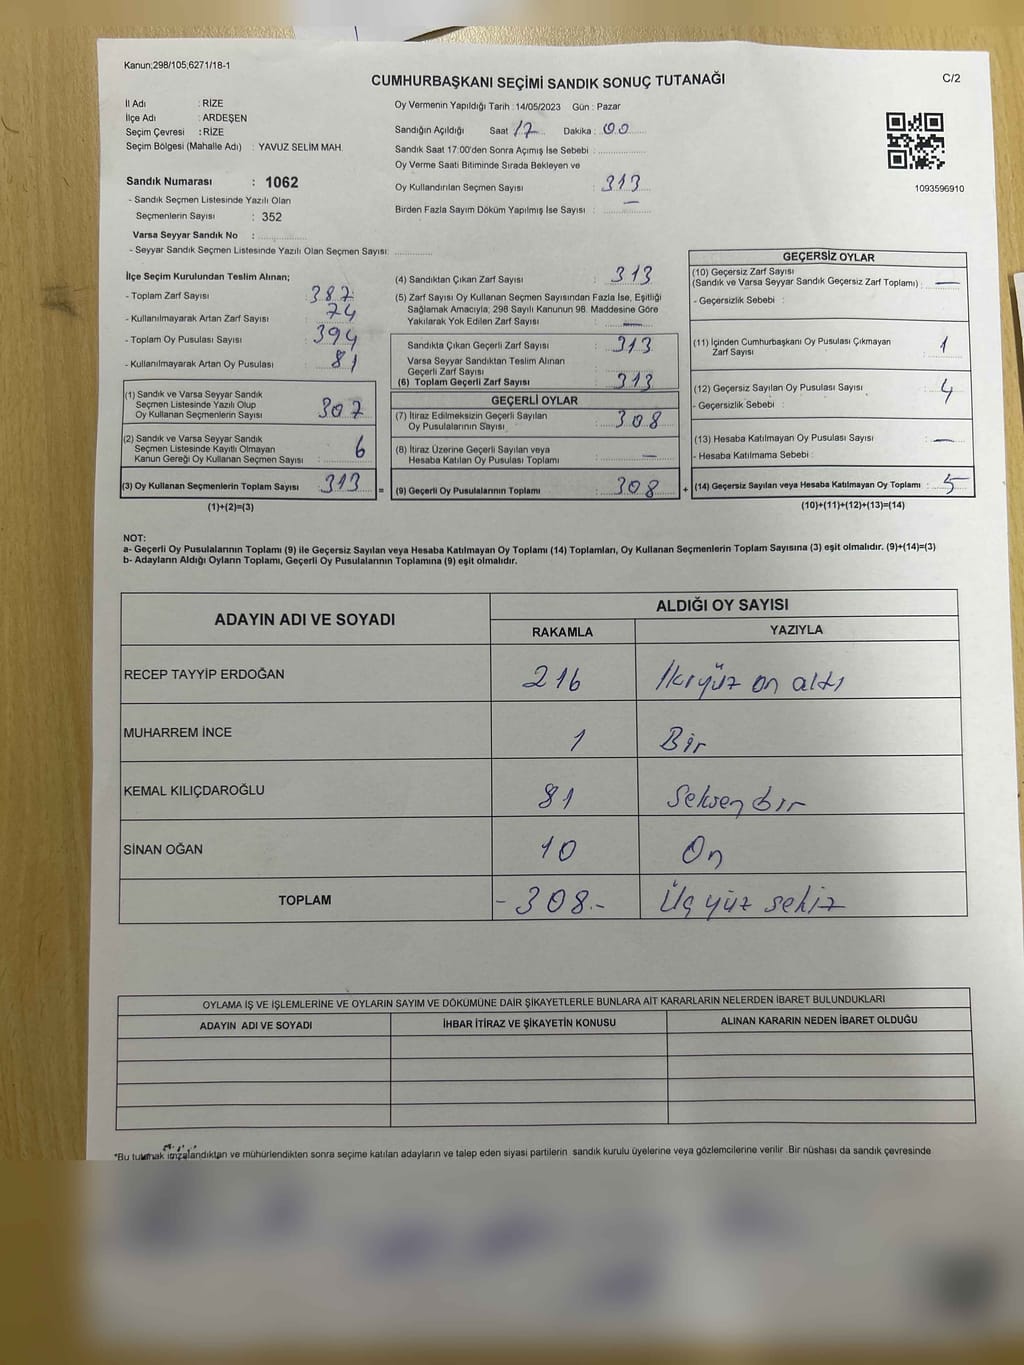 Kanun;298/105,6271/18-1
CUMHURBAŞKANI SEÇİMİ SANDIK SONUÇ TUTANAĞI
C/2
İl Adı : RİZE
İlçe Adı : ARDEŞEN
Seçim Çevresi : RİZE
Seçim Bölgesi (Mahalle Adı) : YAVUZ SELİM MAH.
Sandık Numarası : 1062
- Sandık Seçmen Listesinde Yazılı Olan
Seçmenlerin Sayısı : 352
Varsa Seyyar Sandık No :
- Seyyar Sandık Seçmen Listesinde Yazılı Olan Seçmen Sayısı:
Oy Vermenin Yapıldığı Tarih : 14/05/2023 Gün : Pazar
Sandığın Açıldığı Saat 17 Dakika : 00
Sandık Saat 17:00'den Sonra Açımış İse Sebebi :
Oy Verme Saati Bitiminde Sırada Bekleyen ve
Oy Kullandırılan Seçmen Sayısı : 313
Birden Fazla Sayım Döküm Yapılmış İse Sayısı : —
1093596910
İlçe Seçim Kurulundan Teslim Alınan;
- Toplam Zarf Sayısı : 387
- Kullanılmayarak Artan Zarf Sayısı : 74
- Toplam Oy Pusulası Sayısı : 394
- Kullanılmayarak Artan Oy Pusulası : 81
(1) Sandık ve Varsa Seyyar Sandık
Seçmen Listesinde Yazılı Olup
Oy Kullanan Seçmenlerin Sayısı : 307
(2) Sandık ve Varsa Seyyar Sandık
Seçmen Listesinde Kayıtlı Olmayan
Kanun Gereği Oy Kullanan Seçmen Sayısı : 6
(3) Oy Kullanan Seçmenlerin Toplam Sayısı : 313 =
(1)+(2)=(3)
(4) Sandıktan Çıkan Zarf Sayısı : 313
(5) Zarf Sayısı Oy Kullanan Seçmen Sayısından Fazla İse, Eşitliği
Sağlamak Amacıyla; 298 Sayılı Kanunun 98. Maddesine Göre
Yakılarak Yok Edilen Zarf Sayısı : —
Sandıkta Çıkan Geçerli Zarf Sayısı : 313
Varsa Seyyar Sandıktan Teslim Alınan
Geçerli Zarf Sayısı :
(6) Toplam Geçerli Zarf Sayısı : 313
GEÇERLİ OYLAR
(7) İtiraz Edilmeksizin Geçerli Sayılan
Oy Pusulalarının Sayısı : 308
(8) İtiraz Üzerine Geçerli Sayılan veya
Hesaba Katılan Oy Pusulası Toplamı : —
(9) Geçerli Oy Pusulalarının Toplamı : 308 +
GEÇERSİZ OYLAR
(10) Geçersiz Zarf Sayısı
(Sandık ve Varsa Seyyar Sandık Geçersiz Zarf Toplamı) : —
- Geçersizlik Sebebi :
(11) İçinden Cumhurbaşkanı Oy Pusulası Çıkmayan
Zarf Sayısı : 1
(12) Geçersiz Sayılan Oy Pusulası Sayısı : 4
- Geçersizlik Sebebi :
(13) Hesaba Katılmayan Oy Pusulası Sayısı : —
- Hesaba Katılmama Sebebi :
(14) Geçersiz Sayılan veya Hesaba Katılmayan Oy Toplamı : 5
(10)+(11)+(12)+(13)=(14)
NOT:
a- Geçerli Oy Pusulalarının Toplamı (9) ile Geçersiz Sayılan veya Hesaba Katılmayan Oy Toplamı (14) Toplamları, Oy Kullanan Seçmenlerin Toplam Sayısına (3) eşit olmalıdır. (9)+(14)=(3)
b- Adayların Aldığı Oyların Toplamı, Geçerli Oy Pusulalarının Toplamına (9) eşit olmalıdır.
ADAYIN ADI VE SOYADI ALDIĞI OY SAYISI
RAKAMLA YAZIYLA
RECEP TAYYİP ERDOĞAN 216 İkiyüz on altı
MUHARREM İNCE 1 Bir
KEMAL KILIÇDAROĞLU 81 Seksen bir
SİNAN OĞAN 10 On
TOPLAM - 308.- Üçyüz sekiz
OYLAMA İŞ VE İŞLEMLERİNE VE OYLARIN SAYIM VE DÖKÜMÜNE DAİR ŞİKAYETLERLE BUNLARA AİT KARARLARIN NELERDEN İBARET BULUNDUKLARI
ADAYIN ADI VE SOYADI İHBAR İTİRAZ VE ŞİKAYETİN KONUSU ALINAN KARARIN NEDEN İBARET OLDUĞU
*Bu tutanak imzalandıktan ve mühürlendikten sonra seçime katılan adayların ve talep eden siyasi partilerin sandık kurulu üyelerine veya gözlemcilerine verilir .Bir nüshası da sandık çevresinde